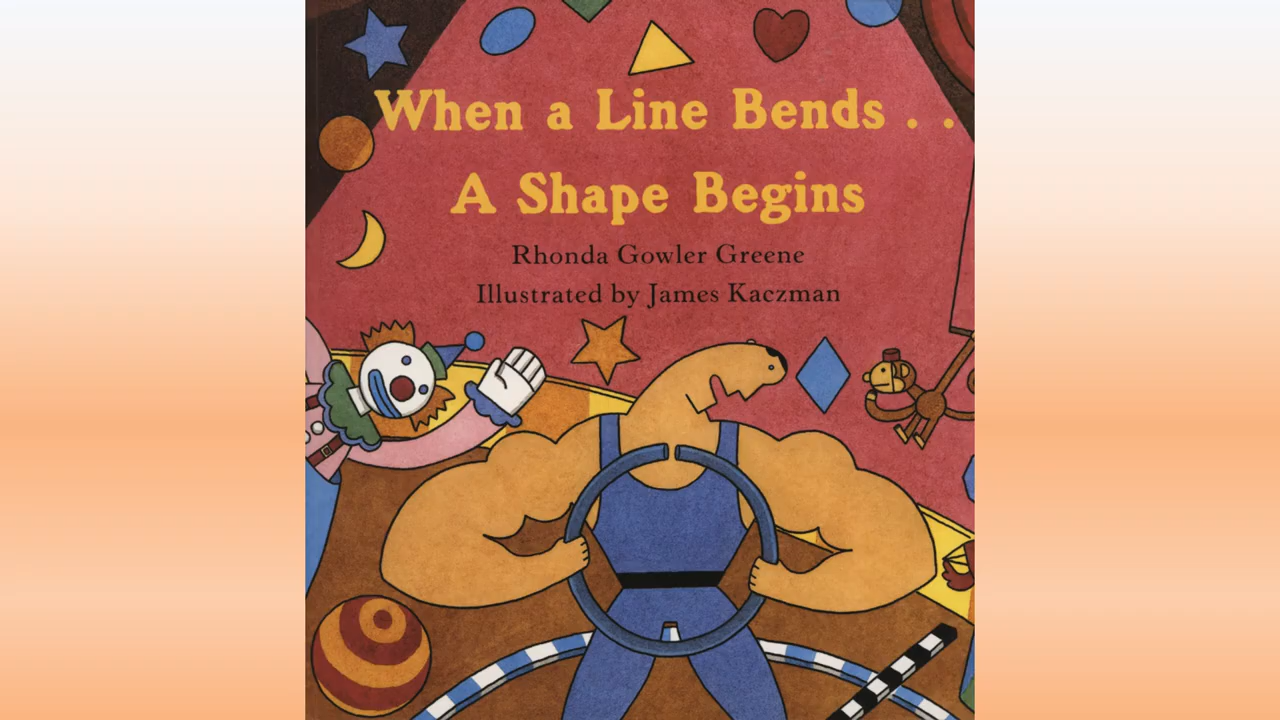 When a Line Bends . .
A Shape Begins
Rhonda Gowler Greene
Illustrated by James Kaczman